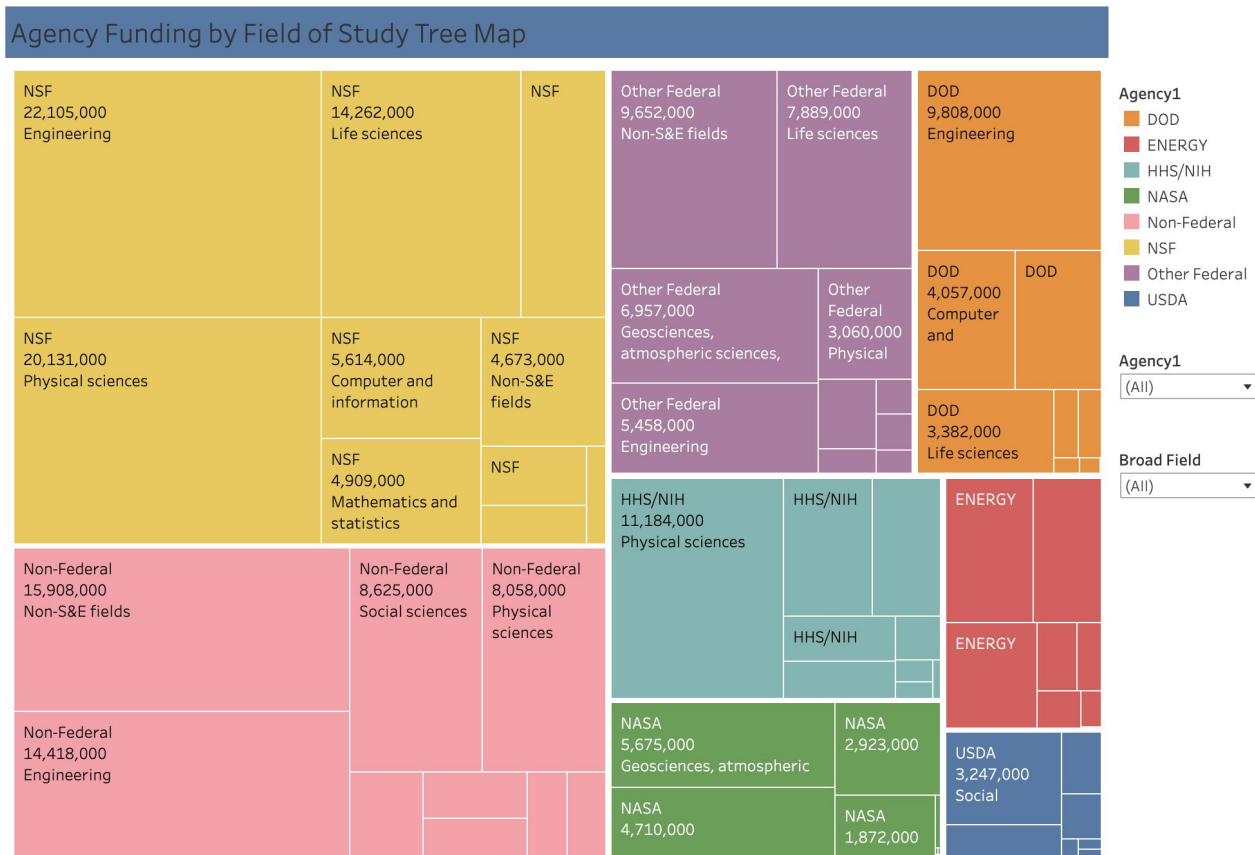 Agency Funding by Field of Study Tree Map
NSF
22,105,000
Engineering
NSF
14,262,000
Life sciences
NSF
NSF
20,131,000
Physical sciences
NSF
5,614,000
Computer and
information
NSF
4,673,000
Non-S&E
fields
NSF
4,909,000
Mathematics and
statistics
NSF
Non-Federal
15,908,000
Non-S&E fields
Non-Federal
8,625,000
Social sciences
Non-Federal
8,058,000
Physical
sciences
Non-Federal
14,418,000
Engineering
Other Federal
9,652,000
Non-S&E fields
Other Federal
7,889,000
Life sciences
Other Federal
6,957,000
Geosciences,
atmospheric sciences,
Other
Federal
3,060,000
Physical
Other Federal
5,458,000
Engineering
DOD
9,808,000
Engineering
DOD
4,057,000
Computer
and
DOD
DOD
3,382,000
Life sciences
HHS/NIH
11,184,000
Physical sciences
HHS/NIH
HHS/NIH
ENERGY
ENERGY
NASA
5,675,000
Geosciences, atmospheric
NASA
2,923,000
NASA
4,710,000
NASA
1,872,000
USDA
3,247,000
Social
Agency1
DOD
ENERGY
HHS/NIH
NASA
Non-Federal
NSF
Other Federal
USDA
Agency1
(All)
Broad Field
(All)